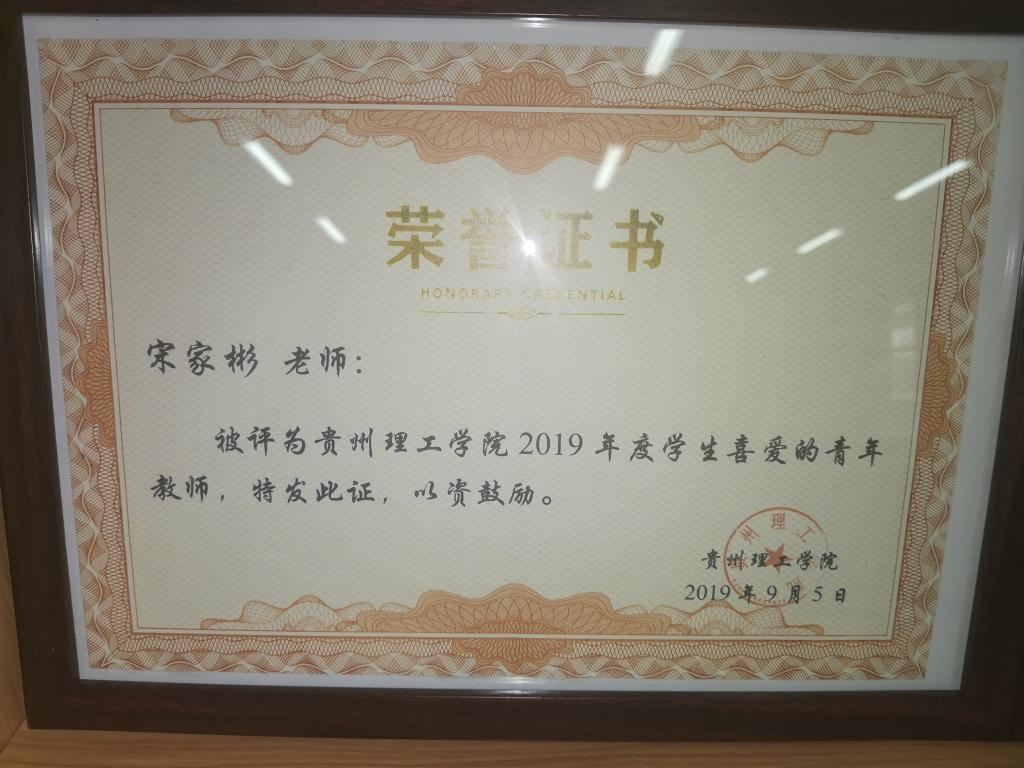 荣誉证书
HONORARY CREDENTIAL
宋家彬 老师：
被评为贵州理工学院2019年度学生喜爱的青年
教师，特发此证，以资鼓励。
州理工
贵州理工学院
2019年9月5日